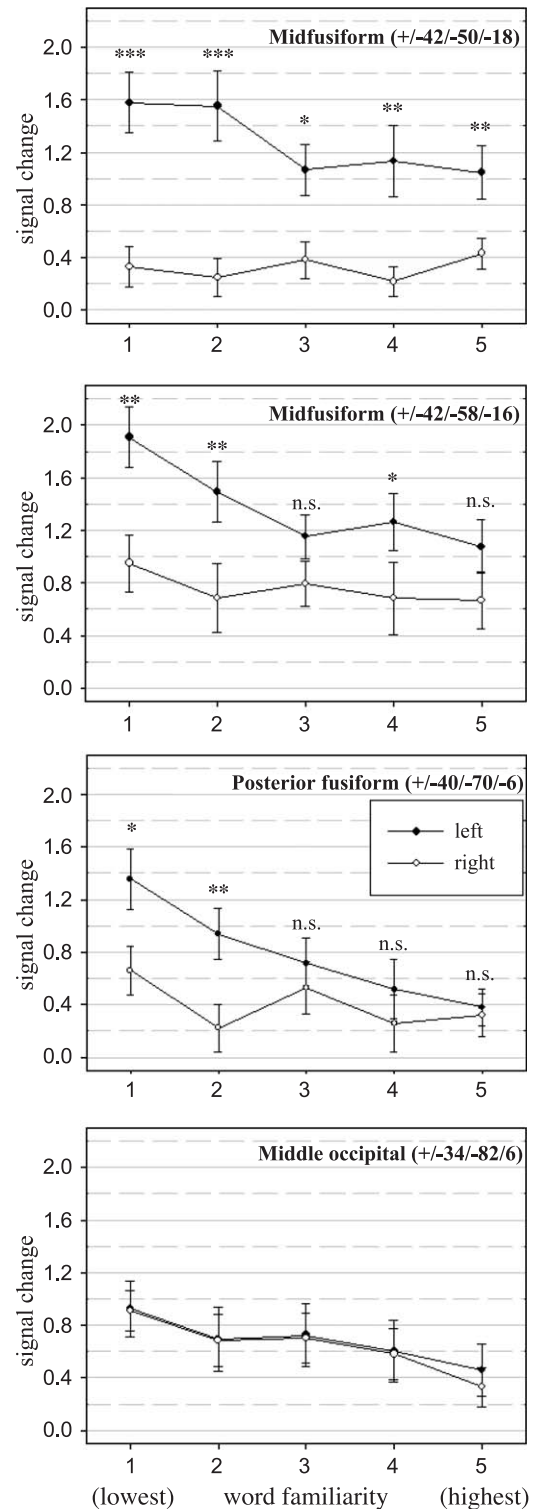 Midfusiform (+/-42/-50/-18)
2.0
*** *** * ** **
1.6
1.2
0.8
0.4
0.0
signal change
1 2 3 4 5
Midfusiform (+/-42/-58/-16)
2.0
** ** n.s. * n.s.
1.6
1.2
0.8
0.4
0.0
signal change
1 2 3 4 5
Posterior fusiform (+/-40/-70/-6)
2.0
left
right
1.6
* ** n.s. n.s. n.s.
1.2
0.8
0.4
0.0
signal change
1 2 3 4 5
Middle occipital (+/-34/-82/6)
2.0
1.6
1.2
0.8
0.4
0.0
signal change
1 2 3 4 5
(lowest) word familiarity (highest)